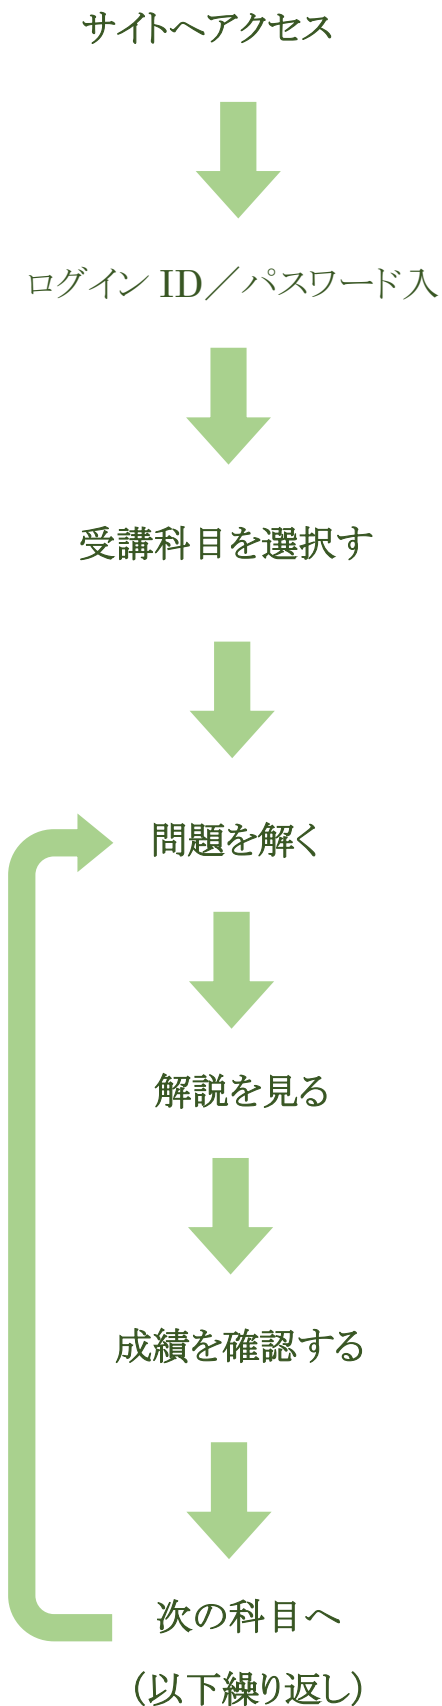 サイトへアクセス
ログイン ID／パスワード入
受講科目を選択す
問題を解く
解説を見る
成績を確認する
次の科目へ
（以下繰り返し）